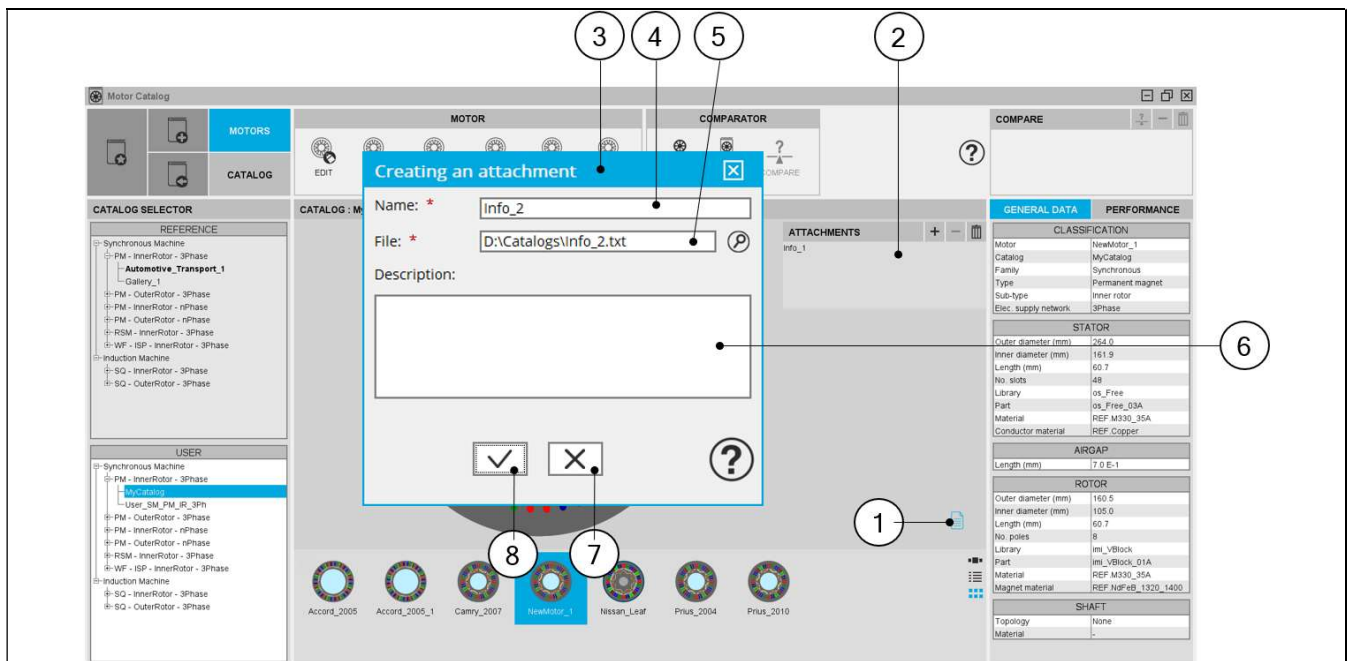 3 4 5 2
Motor Catalog
MOTORS
CATALOG
MOTOR
EDIT
COMPARATOR
COMPARE
?
COMPARE
CATALOG SELECTOR
REFERENCE
Synchronous Machine
PM - InnerRotor - 3Phase
Automotive_Transport_1
Gallery_1
PM - OuterRotor - 3Phase
PM - InnerRotor - nPhase
PM - OuterRotor - nPhase
RSM - InnerRotor - 3Phase
WF - ISP - InnerRotor - 3Phase
Induction Machine
SQ - InnerRotor - 3Phase
SQ - OuterRotor - 3Phase
USER
Synchronous Machine
PM - InnerRotor - 3Phase
MyCatalog
User_SM_PM_IR_3Ph
PM - OuterRotor - 3Phase
PM - InnerRotor - nPhase
PM - OuterRotor - nPhase
RSM - InnerRotor - 3Phase
WF - ISP - InnerRotor - 3Phase
Induction Machine
SQ - InnerRotor - 3Phase
SQ - OuterRotor - 3Phase
CATALOG : M
Creating an attachment
Name: * Info_2
File: * D:\Catalogs\Info_2.txt
Description:
?
ATTACHMENTS + −
Info_1
6
1
8 7
Accord_2005 Accord_2005_1 Camry_2007 NewMotor_1 Nissan_Leaf Prius_2004 Prius_2010
GENERAL DATA PERFORMANCE
CLASSIFICATION
Motor NewMotor_1
Catalog MyCatalog
Family Synchronous
Type Permanent magnet
Sub-type Inner rotor
Elec. supply network 3Phase
STATOR
Outer diameter (mm) 264.0
Inner diameter (mm) 161.9
Length (mm) 60.7
No. slots 48
Library os_Free
Part os_Free_03A
Material REF.M330_35A
Conductor material REF.Copper
AIRGAP
Length (mm) 7.0 E-1
ROTOR
Outer diameter (mm) 160.5
Inner diameter (mm) 105.0
Length (mm) 60.7
No. poles 8
Library imi_VBlock
Part imi_VBlock_01A
Material REF.M330_35A
Magnet material REF.NdFeB_1320_1400
SHAFT
Topology None
Material -